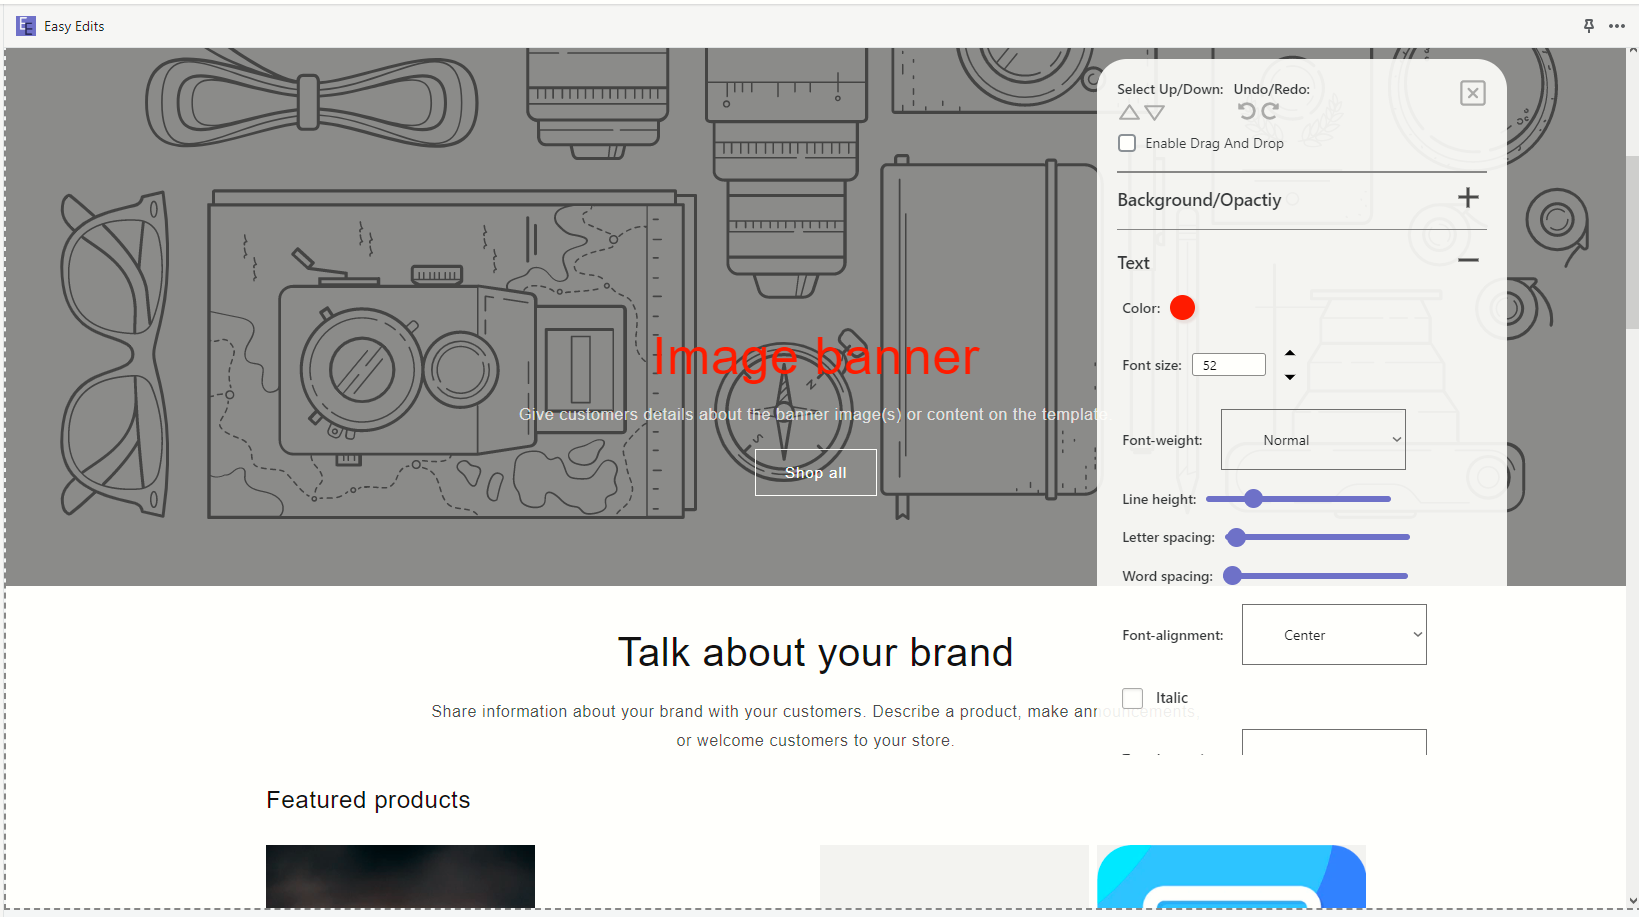 Easy Edits
Select Up/Down: Undo/Redo:
Enable Drag And Drop
Background/Opactiy
Text
Color:
Font size: 52
Font-weight: Normal
Line height:
Letter spacing:
Word spacing:
Font-alignment: Center
Italic
Image banner
Give customers details about the banner image(s) or content on the template.
Shop all
Talk about your brand
Share information about your brand with your customers. Describe a product, make announcements,
or welcome customers to your store.
Featured products
N
S